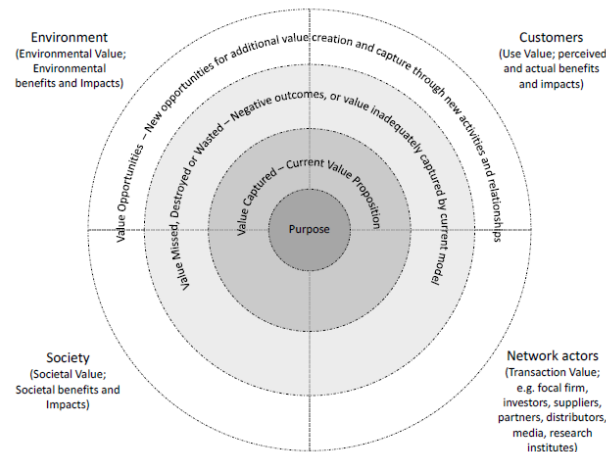 Environment
(Environmental Value;
Environmental
benefits and Impacts)
Customers
(Use Value; perceived
and actual benefits
and impacts)
Value Opportunities – New opportunities for additional value creation and capture through new activities and relationships
Value Missed, Destroyed or Wasted – Negative outcomes, or value inadequately captured by current model
Value Captured – Current Value Proposition
Purpose
Society
(Societal Value;
Societal benefits and
Impacts)
Network actors
(Transaction Value;
e.g. focal firm,
investors, suppliers,
partners, distributors,
media, research
institutes)